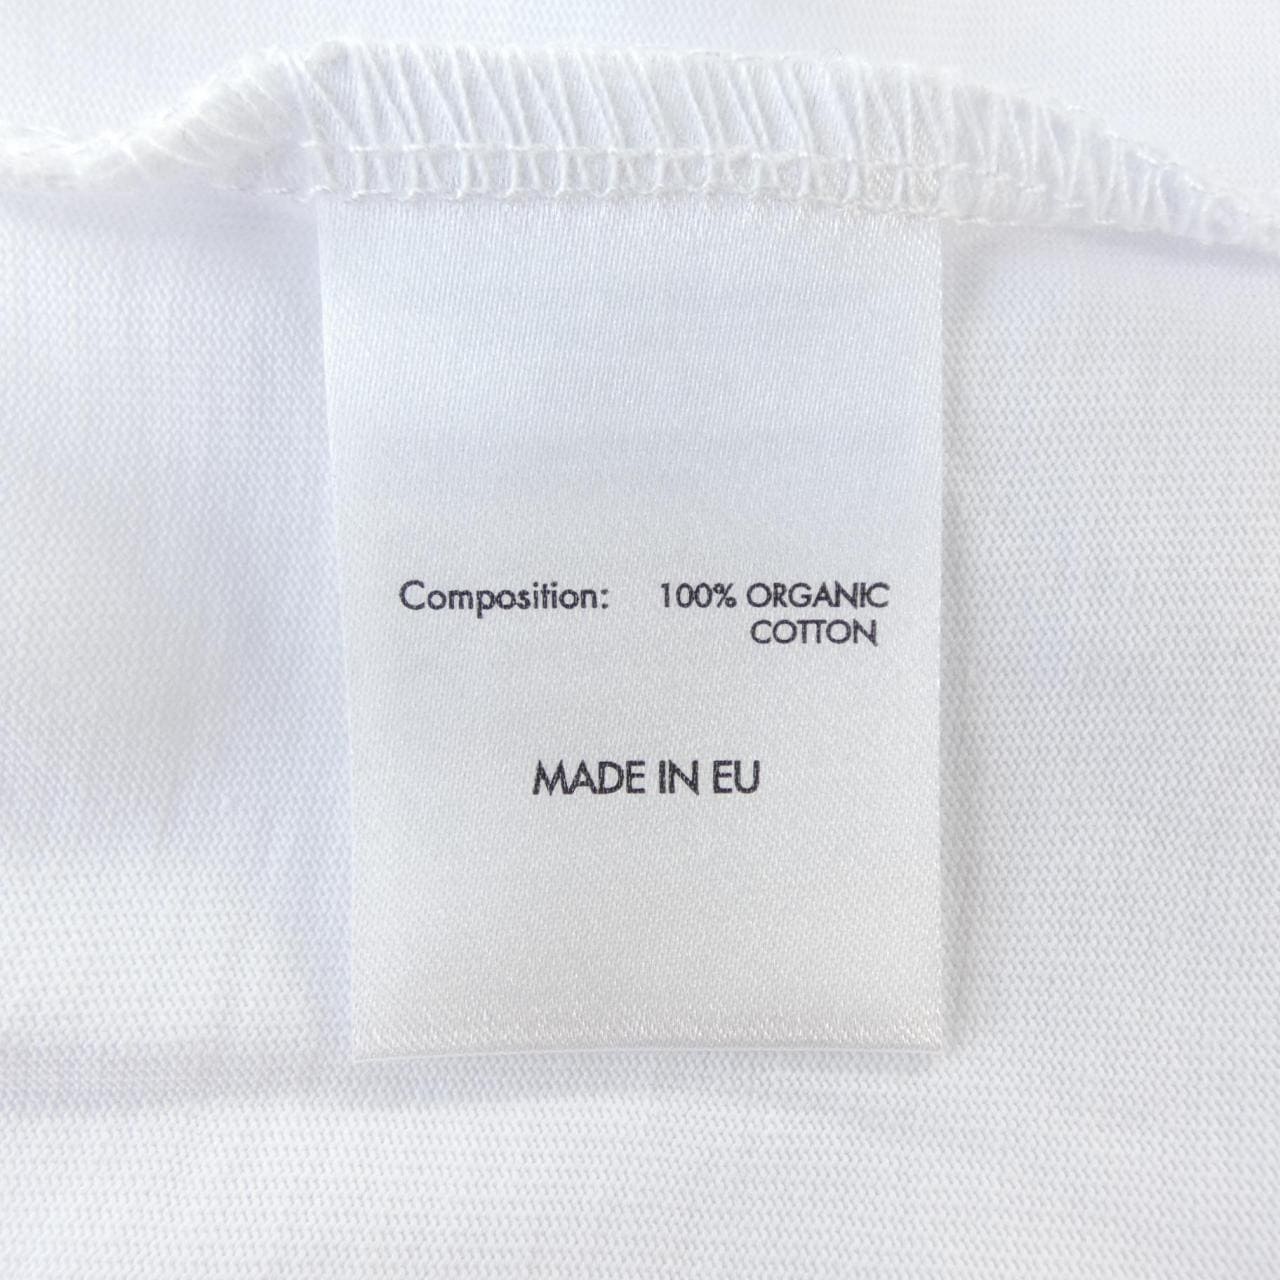 Composition: 100% ORGANIC
COTTON
MADE IN EU